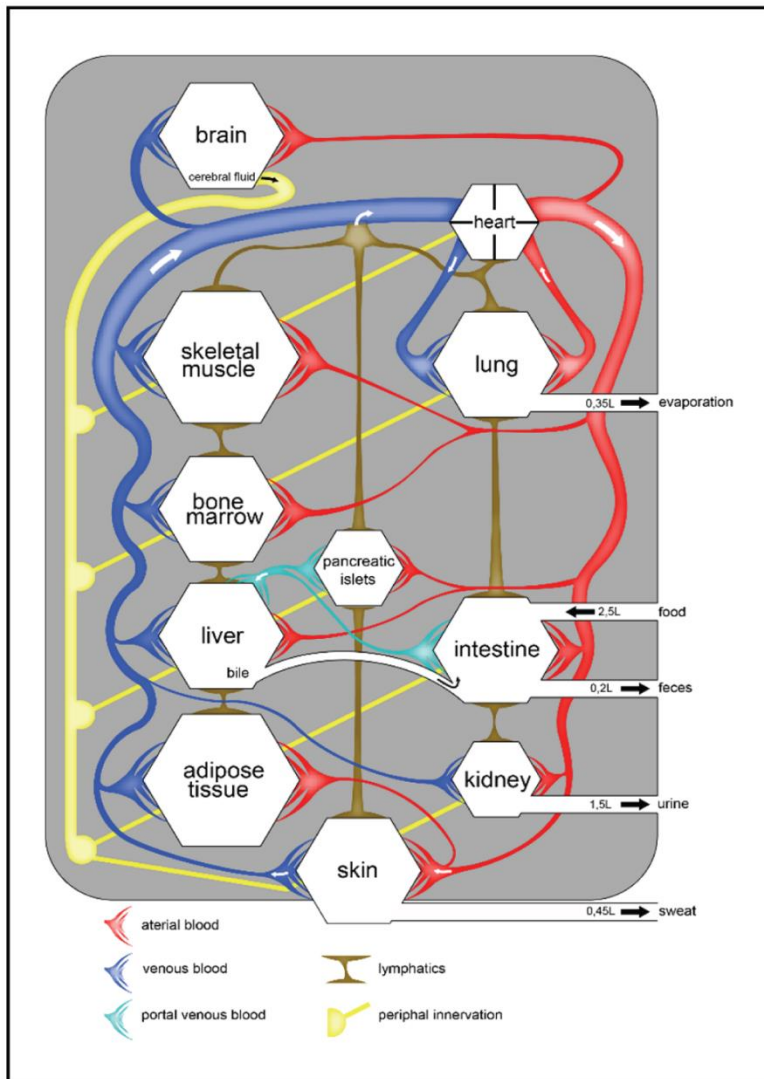 brain
cerebral fluid
heart
skeletal
muscle
lung
0,35L
evaporation
bone
marrow
pancreatic
islets
2,5L
food
liver
intestine
bile
0,2L
feces
adipose
tissue
kidney
1,5L
urine
skin
0,45L
sweat
aterial blood
venous blood
lymphatics
portal venous blood
periphal innervation